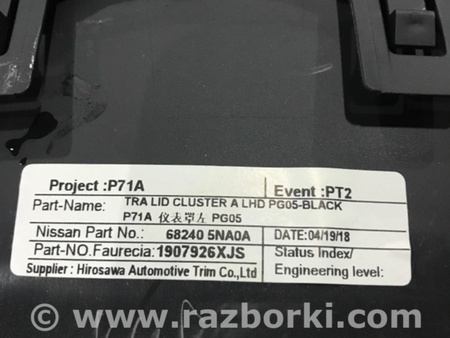 Project :P71A Event :PT2
Part-Name: TRA LID CLUSTER A LHD PG05-BLACK
P71A 仪表罩左 PG05
Nissan Part No.: 68240 5NA0A DATE:04/19/18
Part-NO.Faurecia: 1907926XJS Status Index/
Supplier : Hirosawa Automotive Trim Co.,Ltd Engineering level:
© www.razborki.com